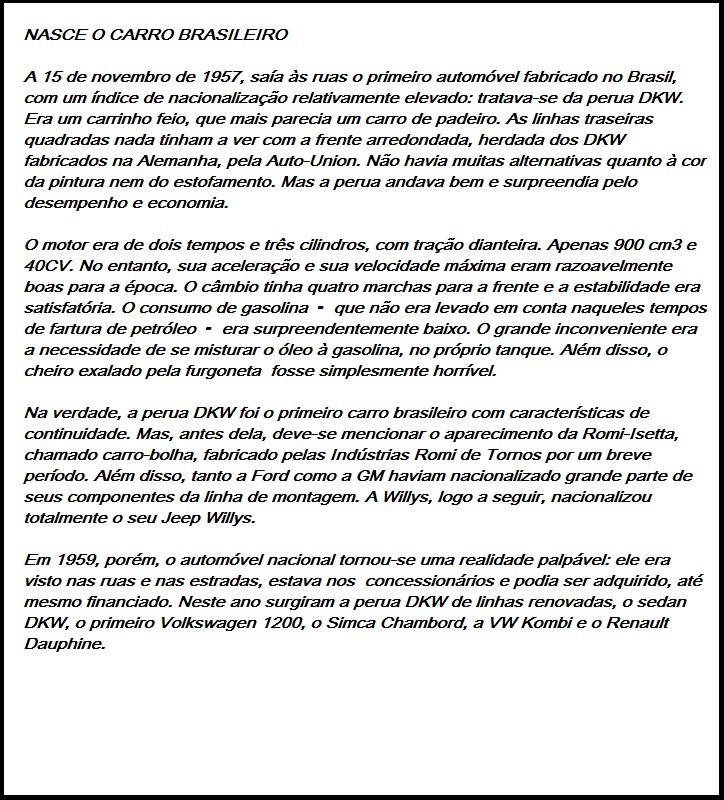 NASCE O CARRO BRASILEIRO
A 15 de novembro de 1957, saía às ruas o primeiro automóvel fabricado no Brasil,
com um índice de nacionalização relativamente elevado: tratava-se da perua DKW.
Era um carrinho feio, que mais parecia um carro de padeiro. As linhas traseiras
quadradas nada tinham a ver com a frente arredondada, herdada dos DKW
fabricados na Alemanha, pela Auto-Union. Não havia muitas alternativas quanto à cor
da pintura nem do estofamento. Mas a perua andava bem e surpreendia pelo
desempenho e economia.
O motor era de dois tempos e três cilindros, com tração dianteira. Apenas 900 cm3 e
40CV. No entanto, sua aceleração e sua velocidade máxima eram razoavelmente
boas para a época. O câmbio tinha quatro marchas para a frente e a estabilidade era
satisfatória. O consumo de gasolina - que não era levado em conta naqueles tempos
de fartura de petróleo - era surpreendentemente baixo. O grande inconveniente era
a necessidade de se misturar o óleo à gasolina, no próprio tanque. Além disso, o
cheiro exalado pela furgoneta fosse simplesmente horrível.
Na verdade, a perua DKW foi o primeiro carro brasileiro com características de
continuidade. Mas, antes dela, deve-se mencionar o aparecimento da Romi-Isetta,
chamado carro-bolha, fabricado pelas Indústrias Romi de Tornos por um breve
período. Além disso, tanto a Ford como a GM haviam nacionalizado grande parte de
seus componentes da linha de montagem. A Willys, logo a seguir, nacionalizou
totalmente o seu Jeep Willys.
Em 1959, porém, o automóvel nacional tornou-se uma realidade palpável: ele era
visto nas ruas e nas estradas, estava nos concessionários e podia ser adquirido, até
mesmo financiado. Neste ano surgiram a perua DKW de linhas renovadas, o sedan
DKW, o primeiro Volkswagen 1200, o Simca Chambord, a VW Kombi e o Renault
Dauphine.